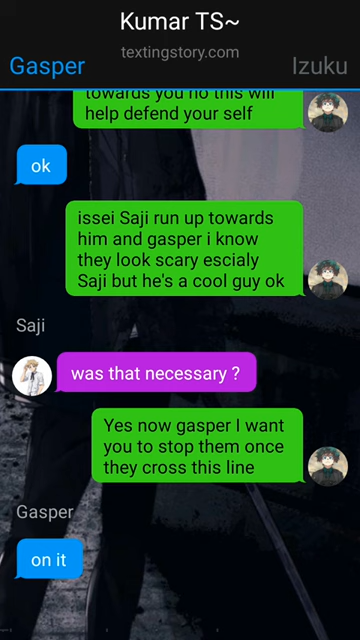 Kumar TS~
textingstory.com
Gasper
Izuku
towards you no this will
help defend your self
ok
issei Saji run up towards
him and gasper i know
they look scary escialy
Saji but he's a cool guy ok
Saji
was that necessary ?
Yes now gasper I want
you to stop them once
they cross this line
Gasper
on it